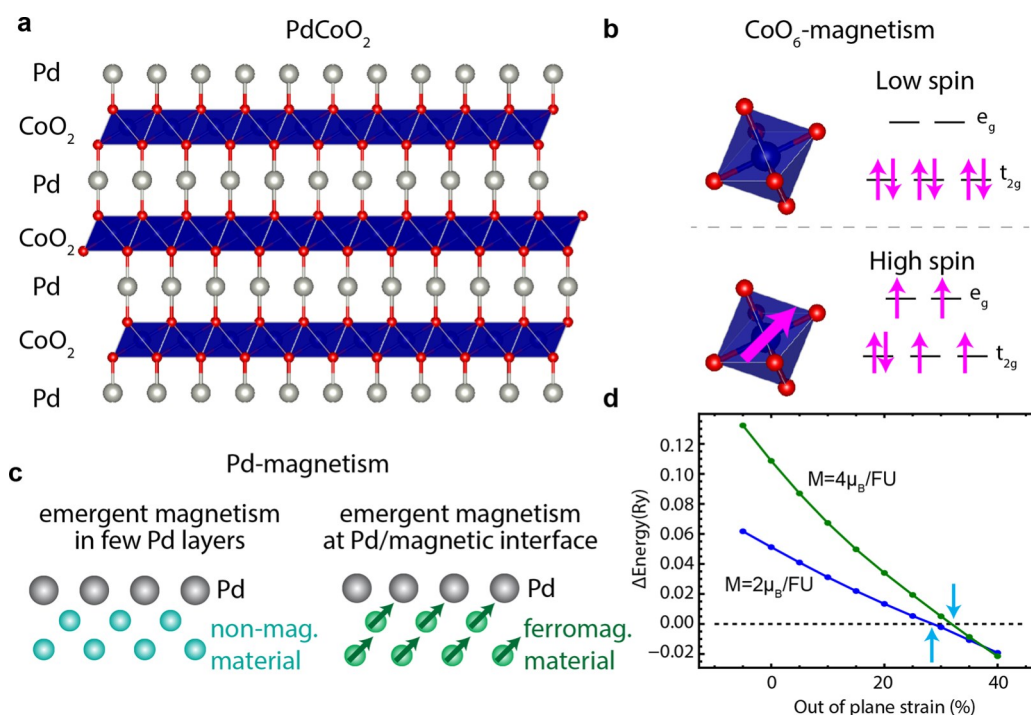 a
PdCoO2
Pd
CoO2
Pd
CoO2
Pd
CoO2
Pd
b
CoO6-magnetism
Low spin
eg
t2g
High spin
eg
t2g
c
Pd-magnetism
emergent magnetism
in few Pd layers
Pd
non-mag.
material
emergent magnetism
at Pd/magnetic interface
Pd
ferromag.
material
d
ΔEnergy(Ry)
0.12
0.10
0.08
0.06
0.04
0.02
0.00
−0.02
M=4μB/FU
M=2μB/FU
0
20
40
Out of plane strain (%)